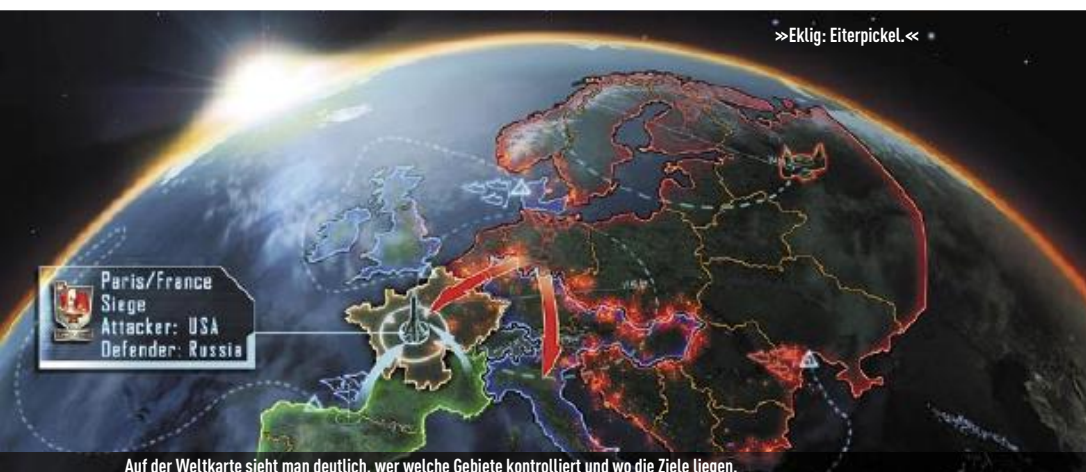 »Eklig: Eiterpickel.«
Paris/France
Siege
Attacker: USA
Defender: Russia
Auf der Weltkarte sieht man deutlich, wer welche Gebiete kontrolliert und wo die Ziele liegen.